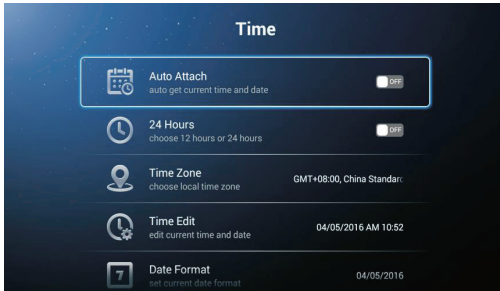 Time
Auto Attach
auto get current time and date
OFF
24 Hours
choose 12 hours or 24 hours
OFF
Time Zone
choose local time zone
GMT+08:00, China Standarc
Time Edit
edit current time and date
04/05/2016 AM 10:52
7
Date Format
set current date format
04/05/2016